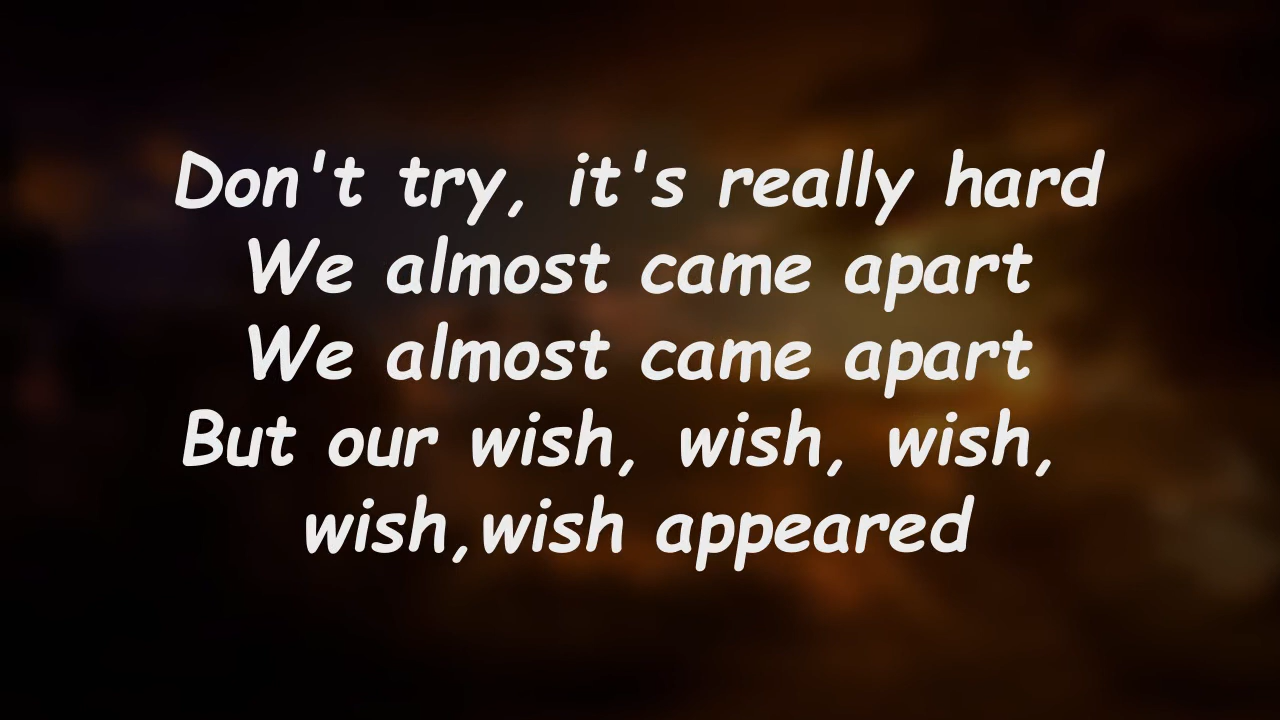 Don't try, it's really hard
We almost came apart
We almost came apart
But our wish, wish, wish,
wish,wish appeared